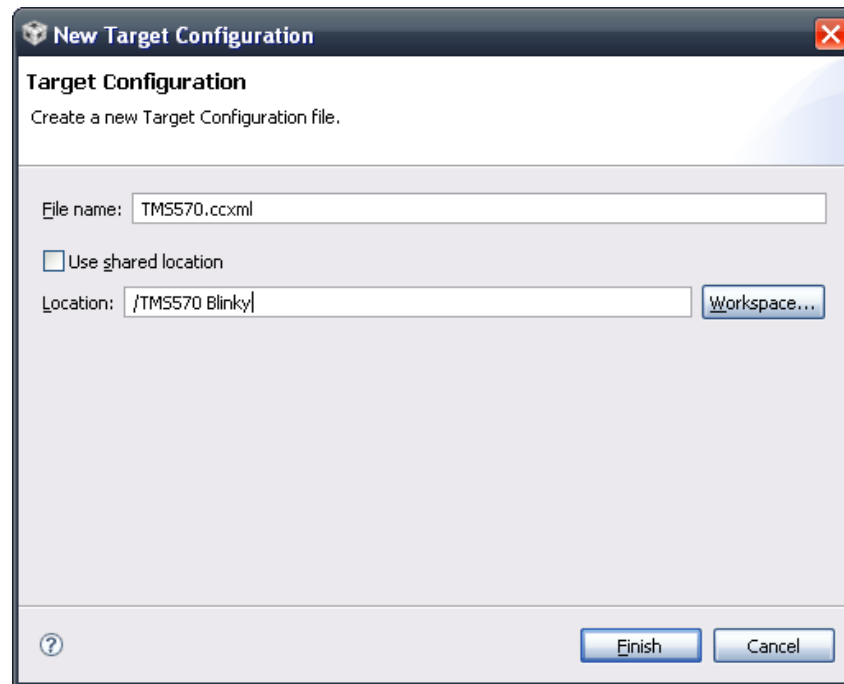 New Target Configuration
Target Configuration
Create a new Target Configuration file.
File name: TMS570.ccxml
Use shared location
Location: /TMS570 Blinky Workspace...
Finish Cancel